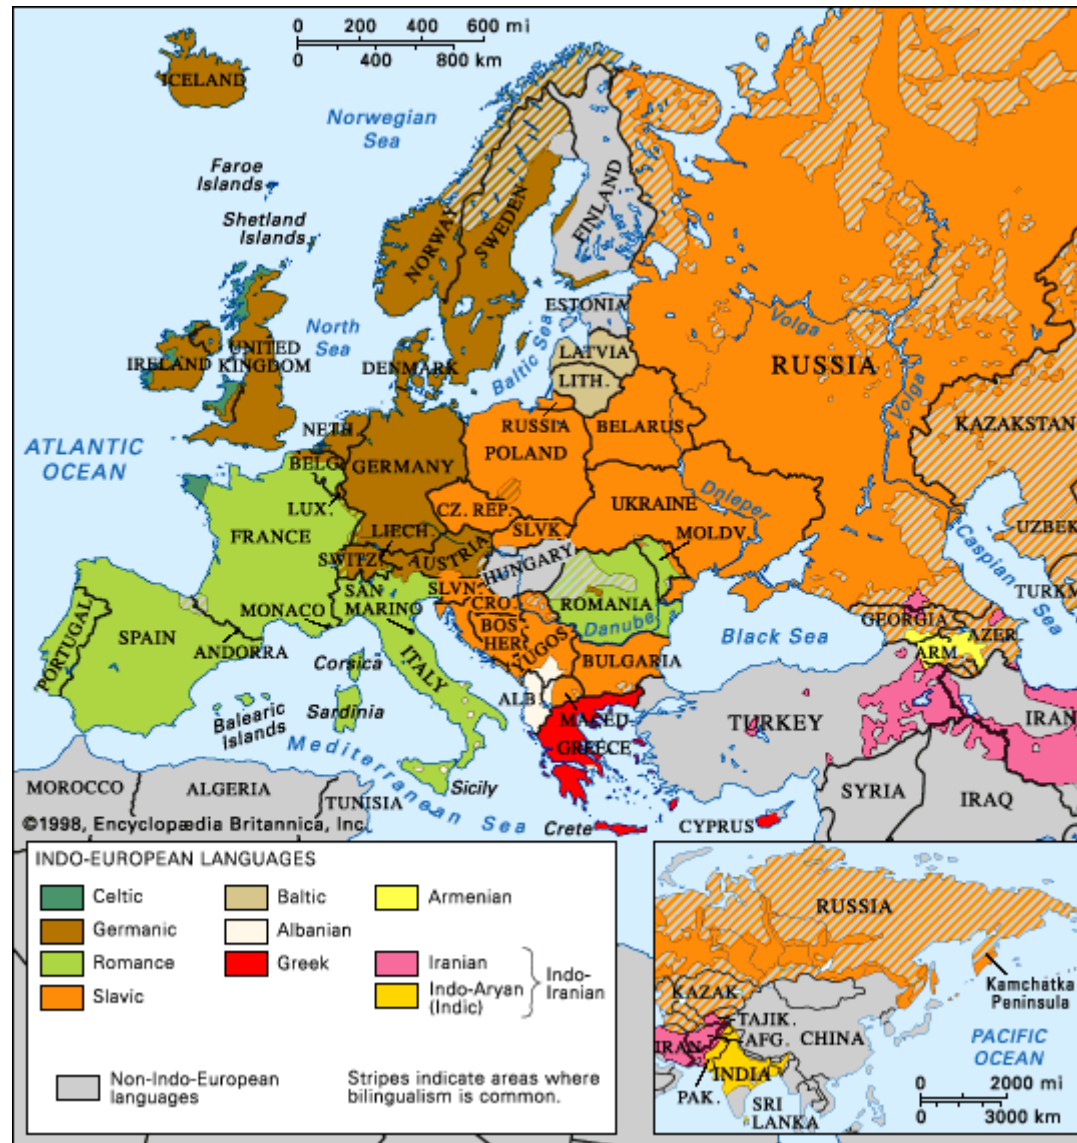 0 200 400 600 mi
0 400 800 km
ICELAND
Norwegian
Sea
Faroe
Islands
Shetland
Islands
NORWAY
SWEDEN
FINLAND
ESTONIA
North
Sea
Baltic Sea
LATVIA
LITH.
Volga
RUSSIA
Volga
IRELAND
UNITED
KINGDOM
DENMARK
RUSSIA
BELARUS
KAZAKSTAN
ATLANTIC
OCEAN
NETH.
BELG.
GERMANY
POLAND
LUX.
CZ. REP.
SLVK.
UKRAINE
Dnieper
MOLDV.
UZBEK
Caspian
Sea
TURKM
FRANCE
LIECH.
SWITZ.
AUSTRIA
HUNGARY
SLVN.
CRO.
ROMANIA
SAN
MARINO
MONACO
BOS.
HER.
YUGOS.
Danube
BULGARIA
Black Sea
GEORGIA
AZER.
ARM.
PORTUGAL
SPAIN
ANDORRA
Corsica
ITALY
Balearic
Islands
Sardinia
ALB.
MACED.
GREECE
TURKEY
IRAN
Mediterranean Sea
Sicily
Crete
CYPRUS
SYRIA
IRAQ
MOROCCO
ALGERIA
TUNISIA
©1998, Encyclopædia Britannica, Inc.
INDO-EUROPEAN LANGUAGES
Celtic
Germanic
Romance
Slavic
Baltic
Albanian
Greek
Armenian
Iranian
Indo-Aryan
(Indic)
Indo-
Iranian
Non-Indo-European
languages
Stripes indicate areas where
bilingualism is common.
RUSSIA
Kamchatka
Peninsula
KAZAK.
TAJIK.
AFG.
CHINA
IRAN
INDIA
PAK.
SRI
LANKA
PACIFIC
OCEAN
0 2000 mi
0 3000 km